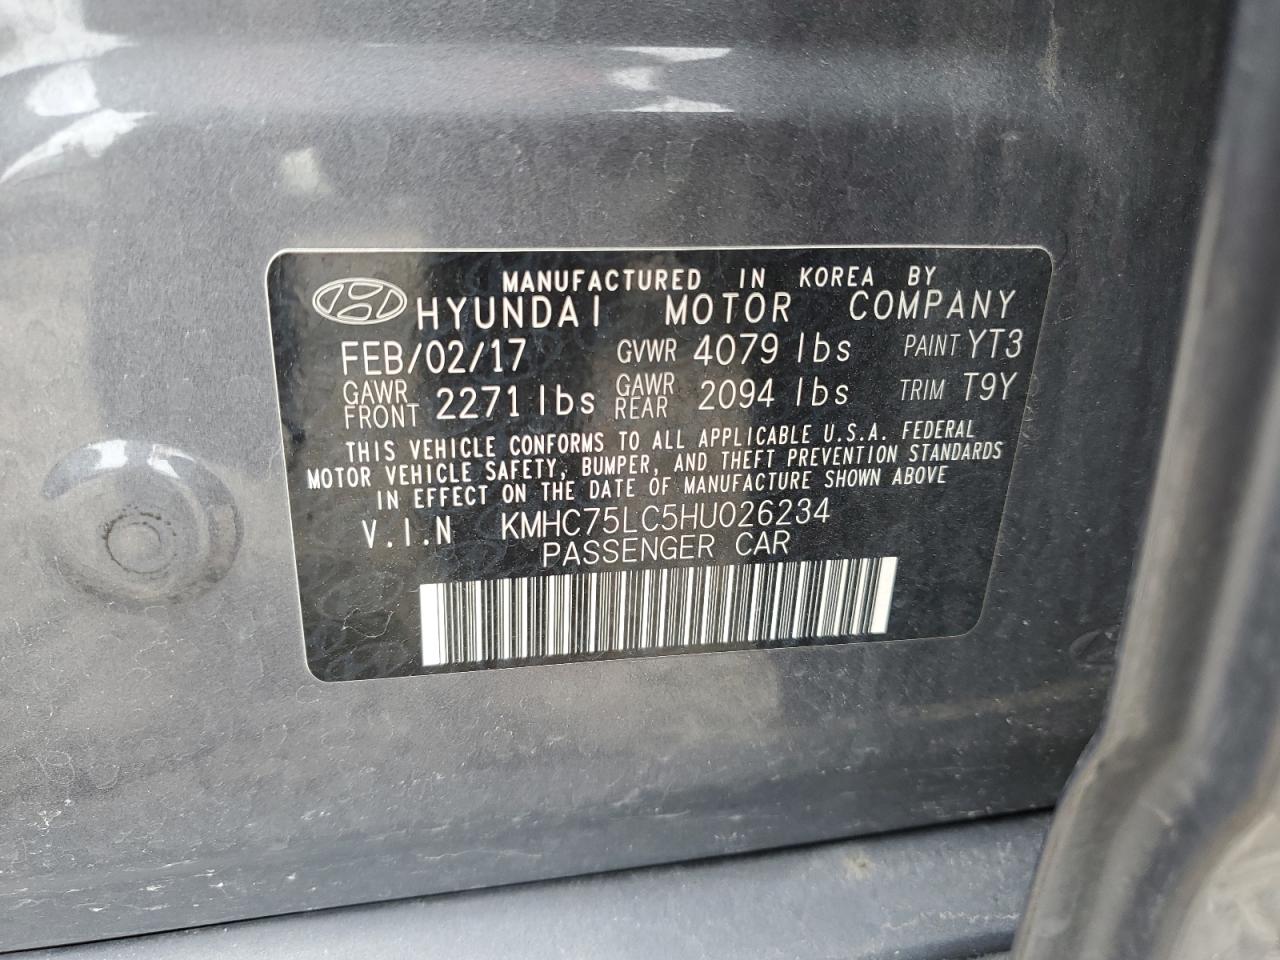 MANUFACTURED IN KOREA BY
HYUNDAI MOTOR COMPANY
FEB/02/17 GVWR 4079 lbs PAINT YT3
GAWR FRONT 2271 lbs GAWR REAR 2094 lbs TRIM T9Y
THIS VEHICLE CONFORMS TO ALL APPLICABLE U.S.A. FEDERAL
MOTOR VEHICLE SAFETY, BUMPER, AND THEFT PREVENTION STANDARDS
IN EFFECT ON THE DATE OF MANUFACTURE SHOWN ABOVE
V.I.N KMHC75LC5HU026234
PASSENGER CAR